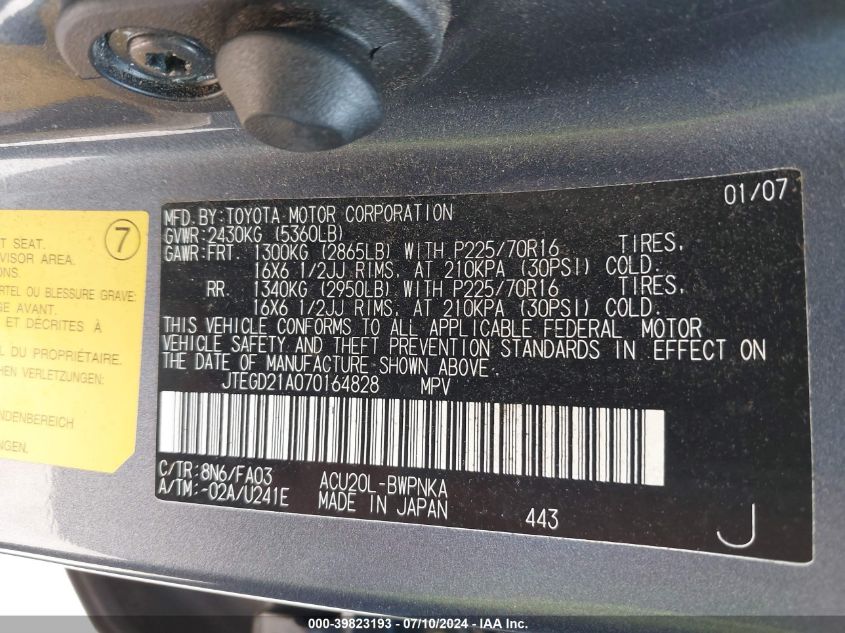 7
T SEAT.
VISOR AREA.
ONS.
RTEL OU BLESSURE GRAVE:
GE AVANT.
ET DÉCRITES À
EL DU PROPRIÉTAIRE.
VERLETZUNGEN:
NDENBEREICH
NGEN.
01/07
MFD. BY: TOYOTA MOTOR CORPORATION
GVWR: 2430KG (5360LB)
GAWR: FRT. 1300KG (2865LB) WITH P225/70R16 TIRES,
16X6 1/2JJ RIMS, AT 210KPA (30PSI) COLD.
RR. 1340KG (2950LB) WITH P225/70R16 TIRES,
16X6 1/2JJ RIMS, AT 210KPA (30PSI) COLD.
THIS VEHICLE CONFORMS TO ALL APPLICABLE FEDERAL MOTOR
VEHICLE SAFETY AND THEFT PREVENTION STANDARDS IN EFFECT ON
THE DATE OF MANUFACTURE SHOWN ABOVE.
JTEGD21A070164828 MPV
C/TR: 8N6/FA03 ACU20L-BWPNKA
A/TM: -02A/U241E MADE IN JAPAN
443
J
000-39823193 - 07/10/2024 - IAA, Inc.